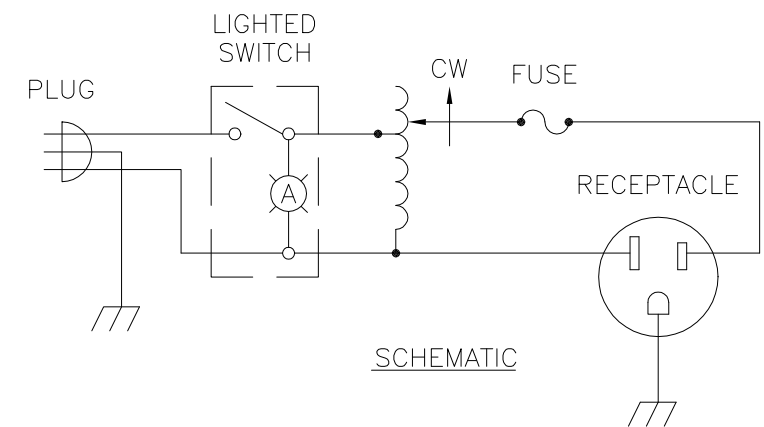 LIGHTED
SWITCH
CW
FUSE
PLUG
RECEPTACLE
A
SCHEMATIC